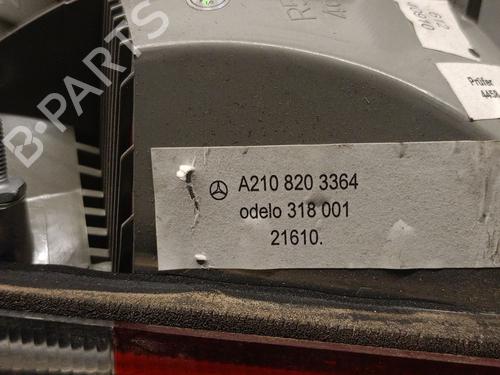 B-PARTS
Prüfer
A210 820 3364
odelo 318 001
21610.